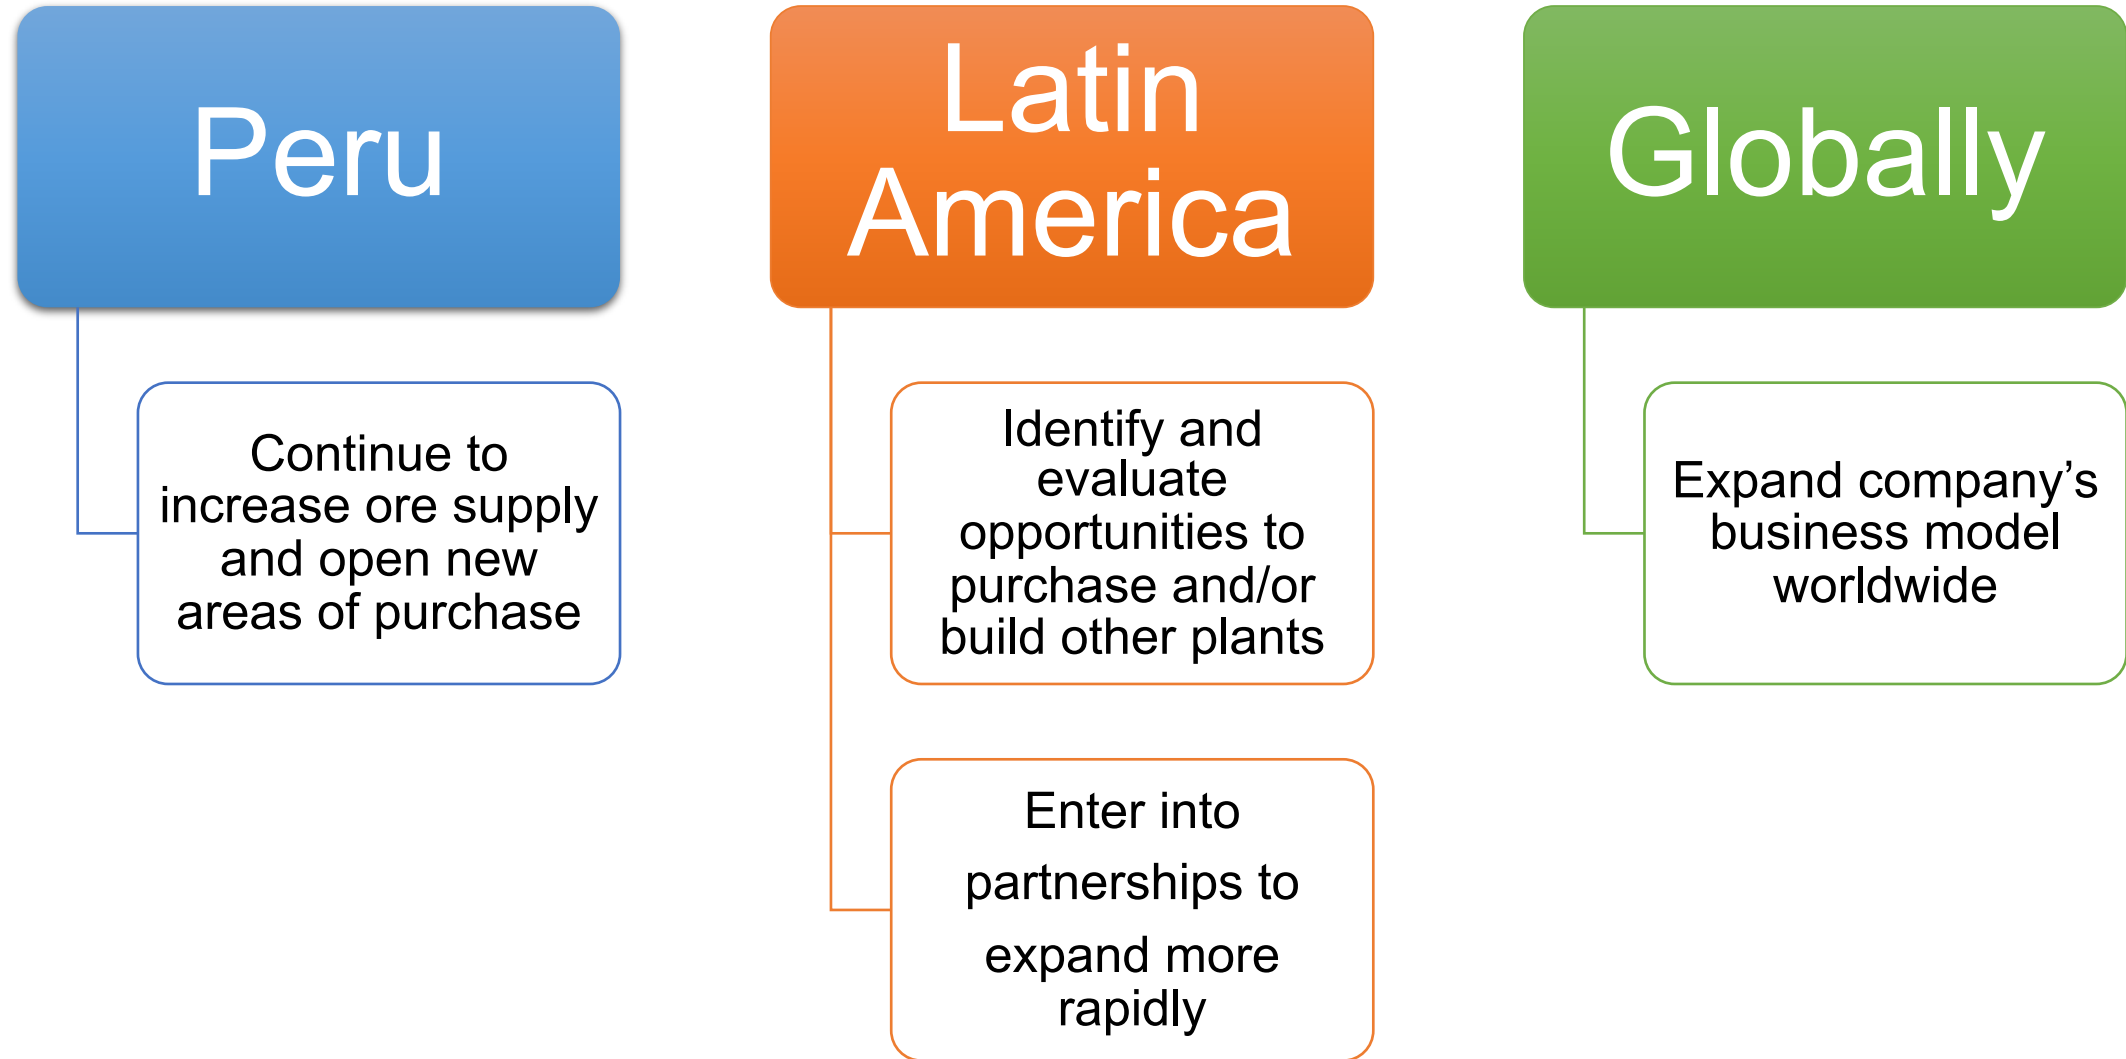 Peru
Continue to
increase ore supply
and open new
areas of purchase
Latin
America
Identify and
evaluate
opportunities to
purchase and/or
build other plants
Enter into
partnerships to
expand more
rapidly
Globally
Expand company’s
business model
worldwide